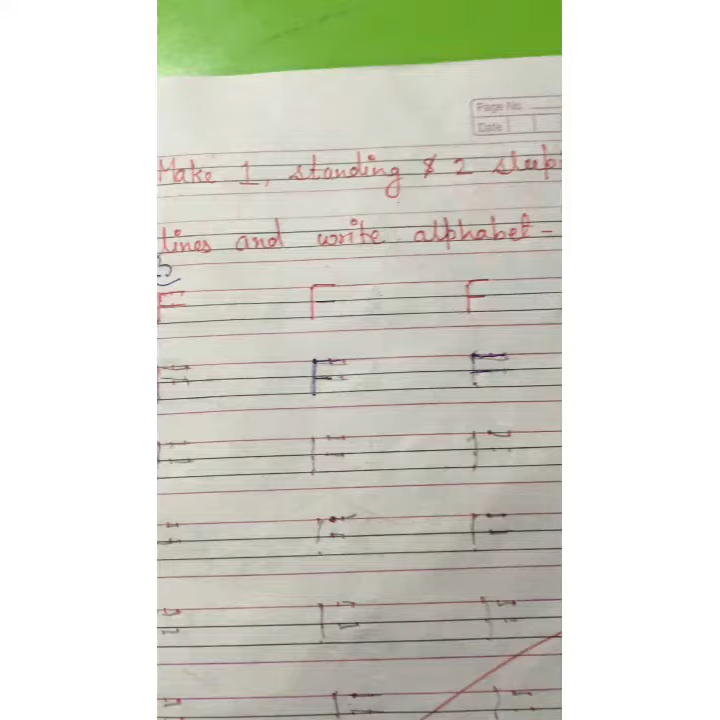 Page No.
Date
Make 1, standing & 2 sleep
lines and write alphabet -
F F F
F F F
F F F
F F F
F F F
F F